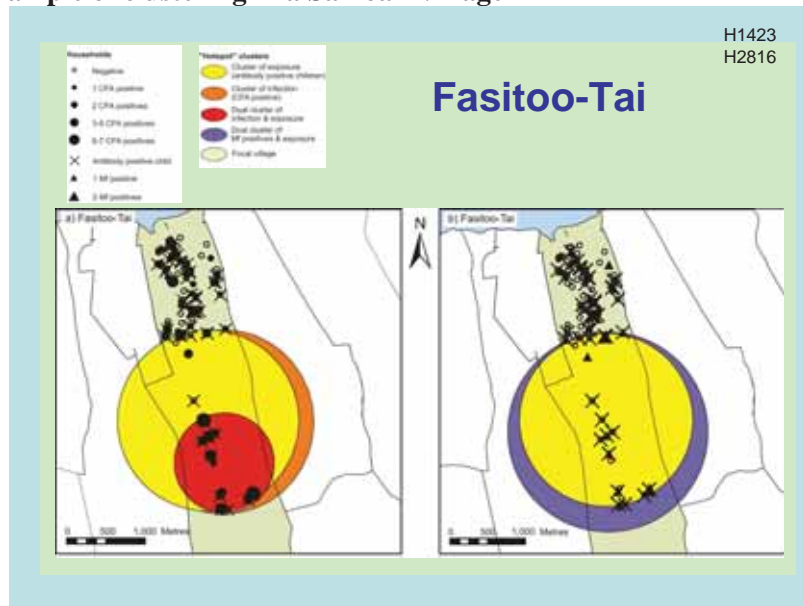 H1423
H2816
Fasitoo-Tai
Households
Negative
1 CFA positive
2 CFA positives
3-5 CFA positives
6-7 CFA positives
Antibody positive child
1 Mf positive
2 Mf positives
"Hotspot" clusters
Cluster of exposure
(antibody positive children)
Cluster of infection
(CFA positive)
Dual cluster of
infection & exposure
Dual cluster of
Mf positives & exposure
Focal village
a) Fasitoo-Tai
N
b) Fasitoo-Tai
0 500 1,000 Metres
0 500 1,000 Metres